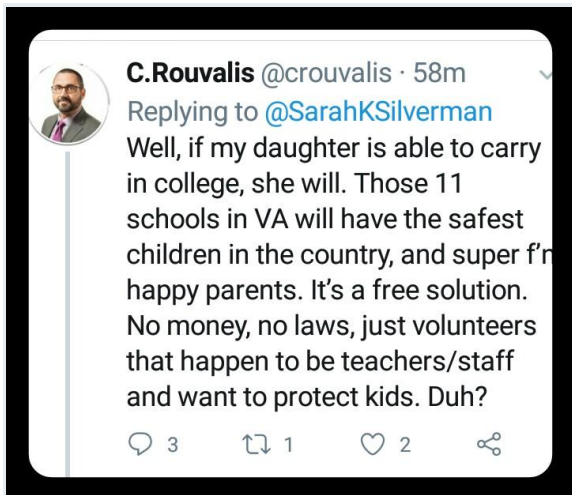 C.Rouvalis @crouvalis · 58m
Replying to @SarahKSilverman
Well, if my daughter is able to carry
in college, she will. Those 11
schools in VA will have the safest
children in the country, and super f'n
happy parents. It's a free solution.
No money, no laws, just volunteers
that happen to be teachers/staff
and want to protect kids. Duh?
3 1 2